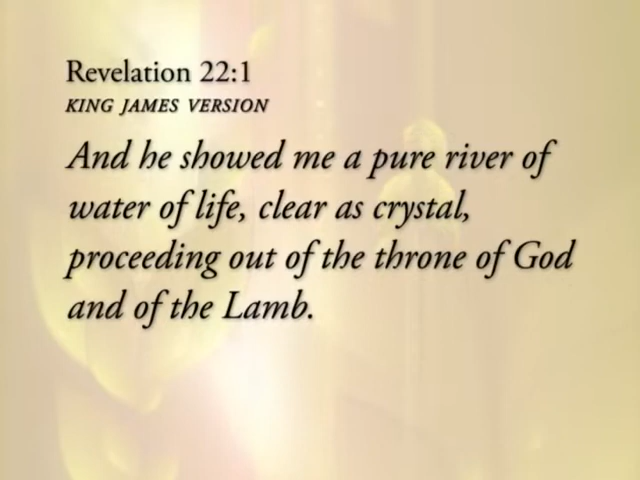 Revelation 22:1
KING JAMES VERSION
And he showed me a pure river of
water of life, clear as crystal,
proceeding out of the throne of God
and of the Lamb.